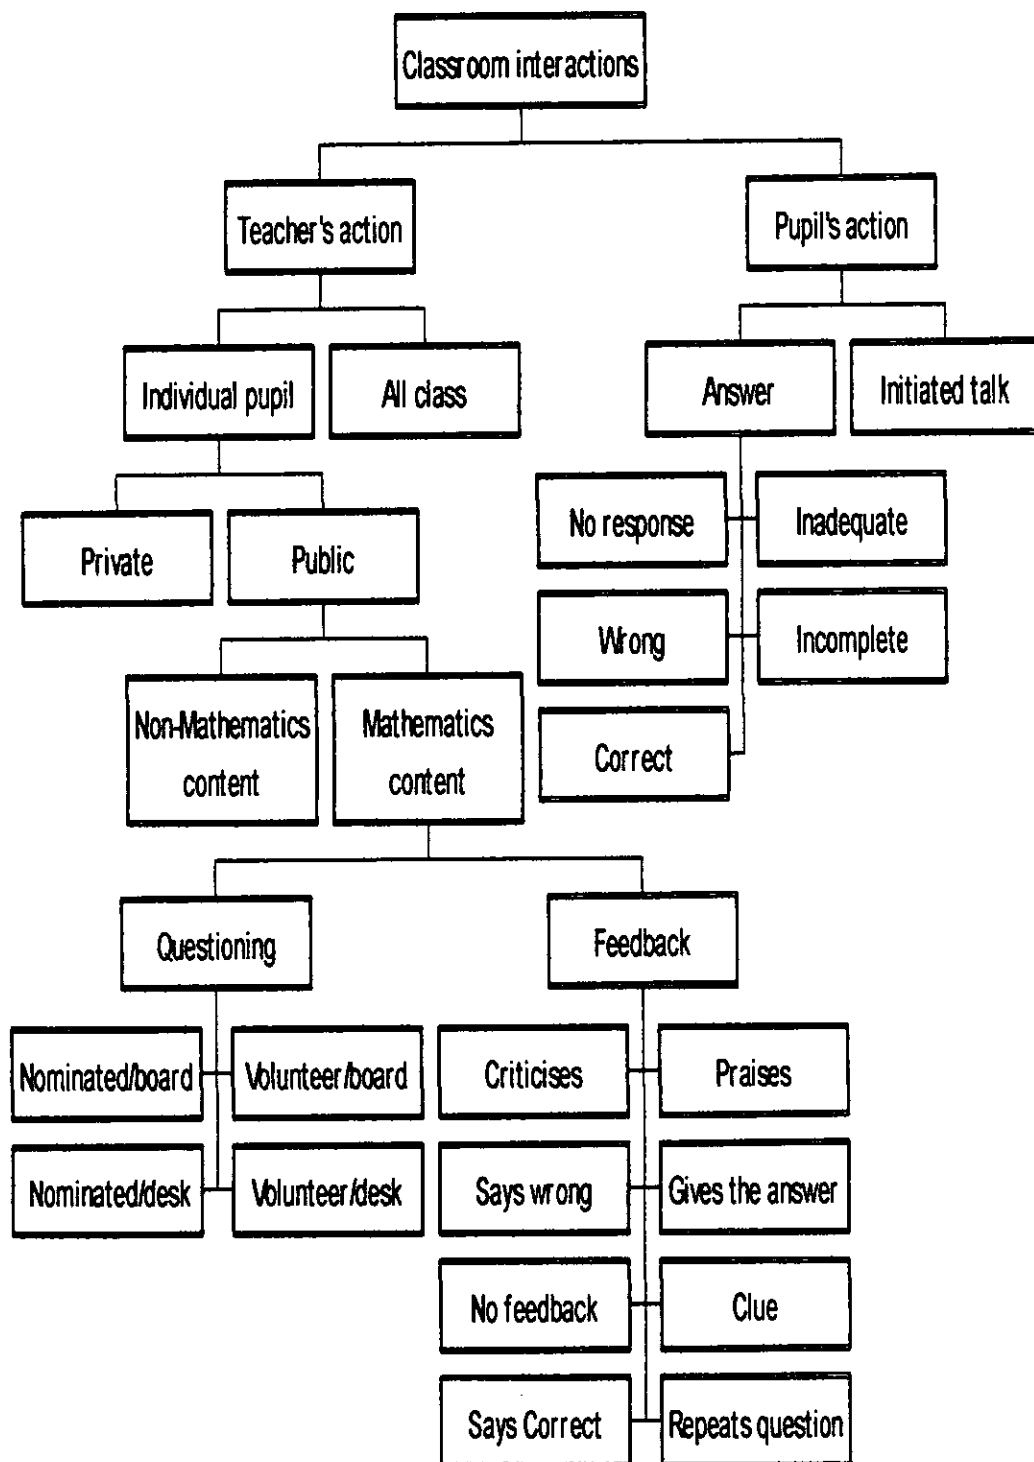 Classroom interactions
Teacher's action
Pupil's action
Individual pupil
All class
Answer
Initiated talk
Private
Public
No response
Inadequate
Wrong
Incomplete
Non-Mathematics
content
Mathematics
content
Correct
Questioning
Feedback
Nominated/board
Volunteer/board
Criticises
Praises
Nominated/desk
Volunteer/desk
Says wrong
Gives the answer
No feedback
Clue
Says Correct
Repeats question